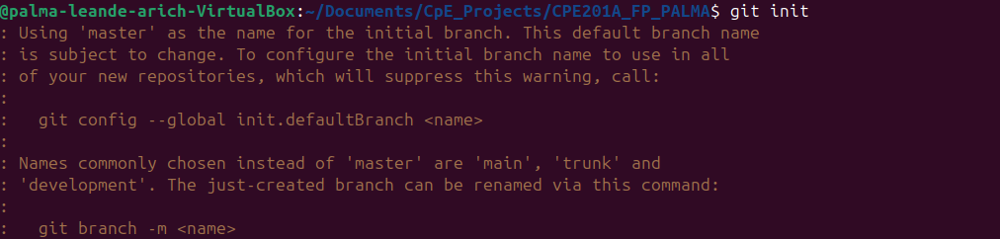 @palma-leande-arich-VirtualBox:~/Documents/CpE_Projects/CPE201A_FP_PALMA$ git init
: Using 'master' as the name for the initial branch. This default branch name
: is subject to change. To configure the initial branch name to use in all
: of your new repositories, which will suppress this warning, call:
:
:   git config --global init.defaultBranch <name>
:
: Names commonly chosen instead of 'master' are 'main', 'trunk' and
: 'development'. The just-created branch can be renamed via this command:
:
:   git branch -m <name>